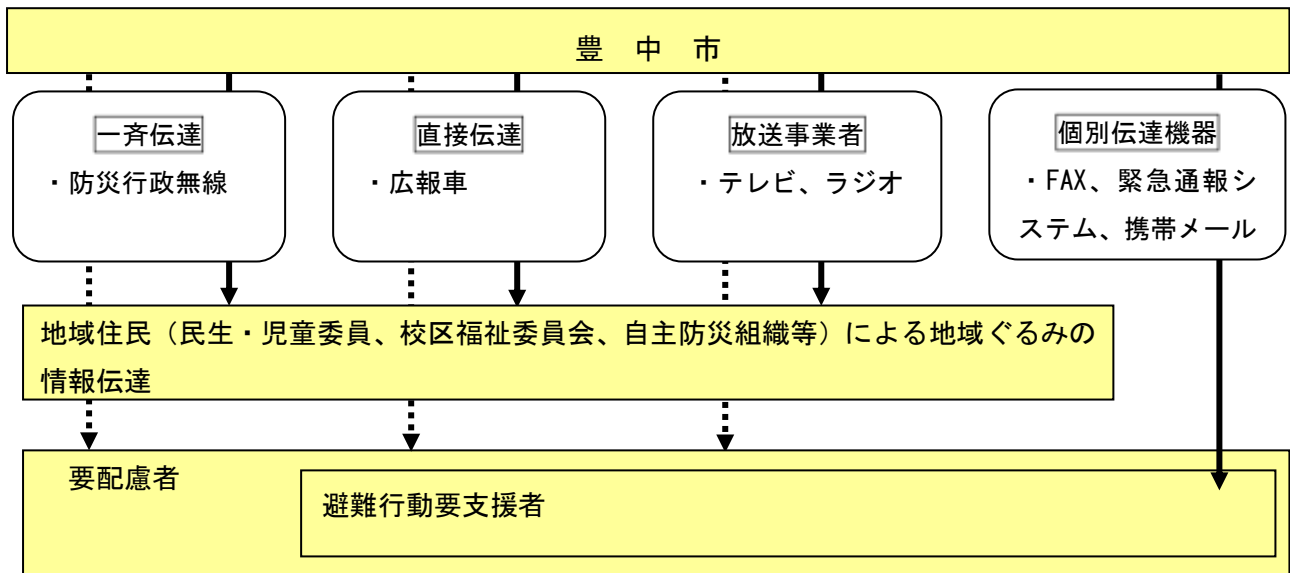 豊 中 市
一斉伝達
・防災行政無線
直接伝達
・広報車
放送事業者
・テレビ、ラジオ
個別伝達機器
・FAX、緊急通報シ
ステム、携帯メール
地域住民（民生・児童委員、校区福祉委員会、自主防災組織等）による地域ぐるみの
情報伝達
要配慮者
避難行動要支援者